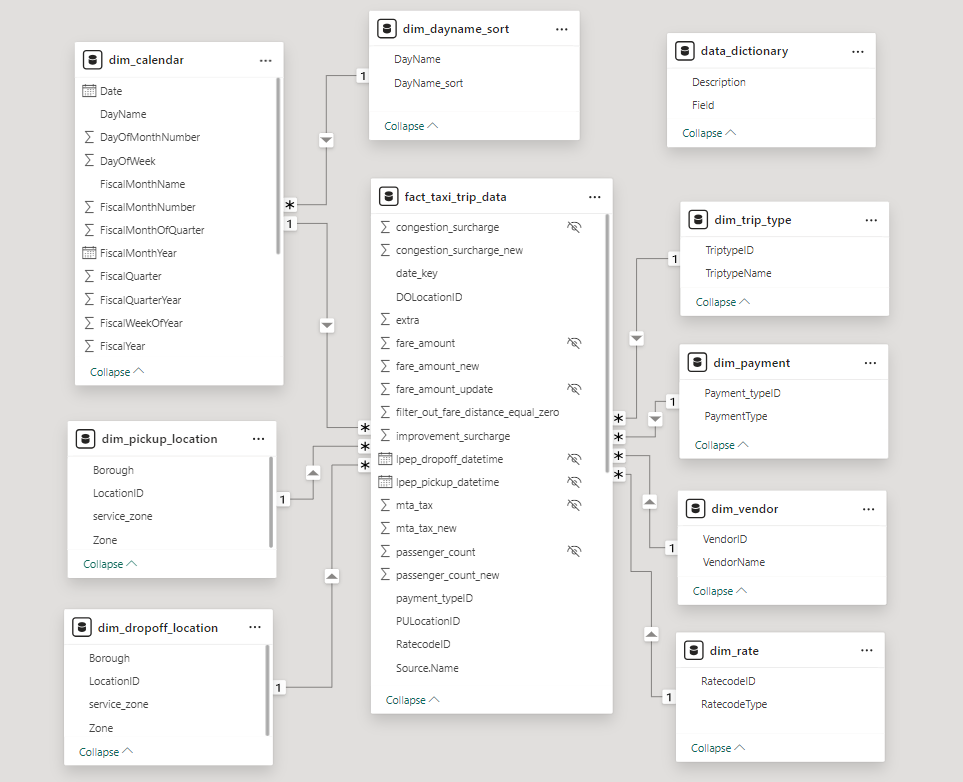 dim_calendar
Date
DayName
DayOfMonthNumber
DayOfWeek
FiscalMonthName
FiscalMonthNumber
FiscalMonthOfQuarter
FiscalMonthYear
FiscalQuarter
FiscalQuarterYear
FiscalWeekOfYear
FiscalYear
Collapse
dim_dayname_sort
DayName
DayName_sort
Collapse
data_dictionary
Description
Field
Collapse
fact_taxi_trip_data
congestion_surcharge
congestion_surcharge_new
date_key
DOLocationID
extra
fare_amount
fare_amount_new
fare_amount_update
filter_out_fare_distance_equal_zero
improvement_surcharge
lpep_dropoff_datetime
lpep_pickup_datetime
mta_tax
mta_tax_new
passenger_count
passenger_count_new
payment_typeID
PULocationID
RatecodeID
Source.Name
Collapse
dim_trip_type
TriptypeID
TriptypeName
Collapse
dim_payment
Payment_typeID
PaymentType
Collapse
dim_pickup_location
Borough
LocationID
service_zone
Zone
Collapse
dim_vendor
VendorID
VendorName
Collapse
dim_dropoff_location
Borough
LocationID
service_zone
Zone
Collapse
dim_rate
RatecodeID
RatecodeType
Collapse
1
*
1
*
*
*
1
1
1
*
1
*
*
*
1
1